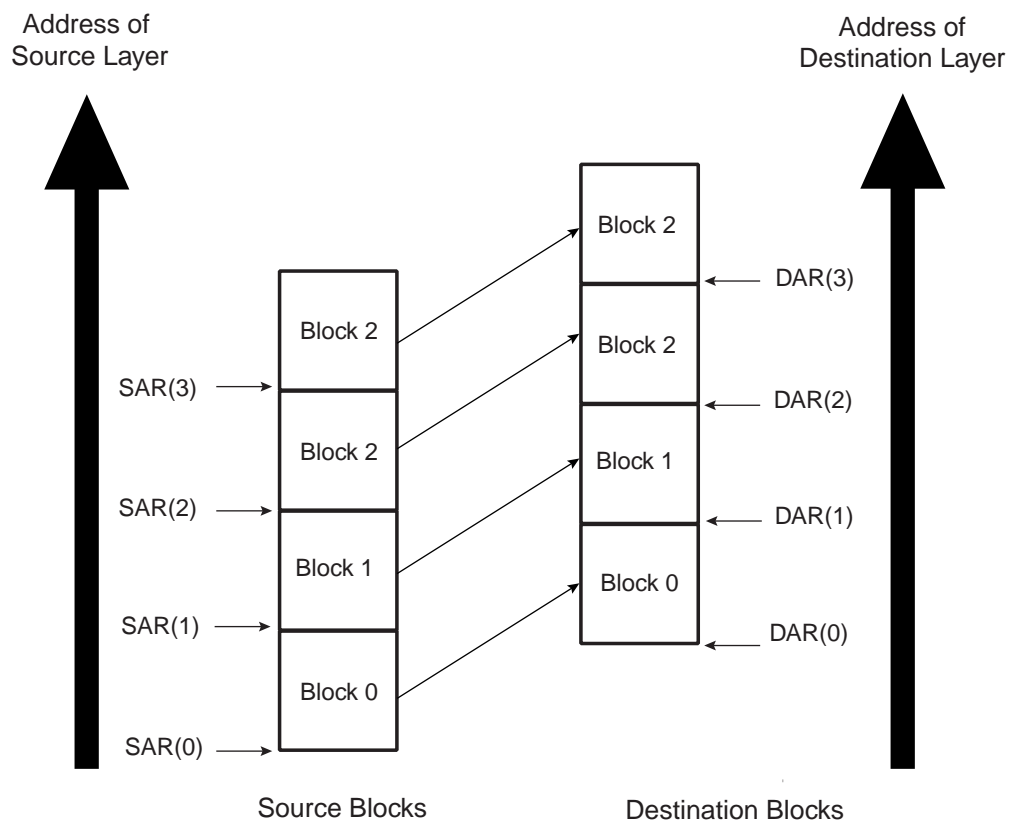 Address of
Source Layer
Address of
Destination Layer
Block 2
DAR(3)
Block 2
Block 2
SAR(3)
DAR(2)
Block 2
Block 1
SAR(2)
DAR(1)
Block 1
Block 0
SAR(1)
DAR(0)
Block 0
SAR(0)
Source Blocks
Destination Blocks